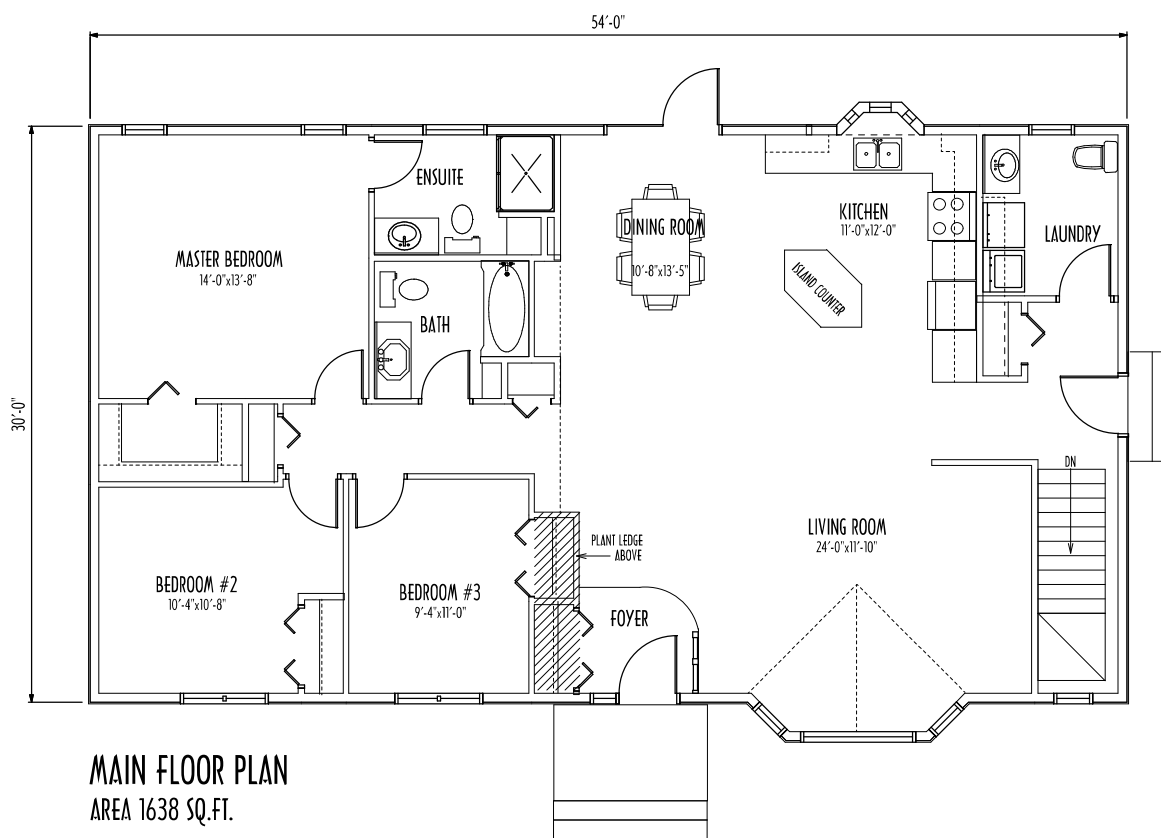 54'-0"
ENSUITE
KITCHEN
11'-0"x12'-0"
DINING ROOM
10'-8"x13'-5"
LAUNDRY
MASTER BEDROOM
14'-0"x13'-8"
ISLAND COUNTER
BATH
30'-0"
DN
LIVING ROOM
24'-0"x11'-10"
PLANT LEDGE
ABOVE
BEDROOM #2
10'-4"x10'-8"
BEDROOM #3
9'-4"x11'-0"
FOYER
MAIN FLOOR PLAN
AREA 1638 SQ.FT.